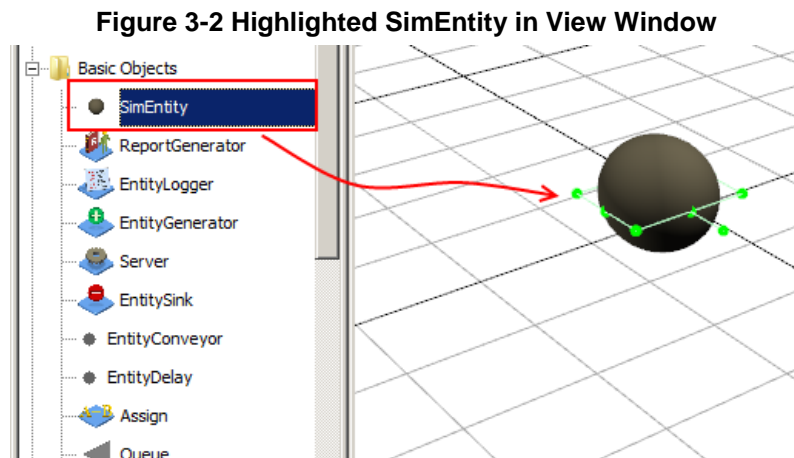 Figure 3-2 Highlighted SimEntity in View Window
Basic Objects
SimEntity
ReportGenerator
EntityLogger
EntityGenerator
Server
EntitySink
EntityConveyor
EntityDelay
Assign
Queue